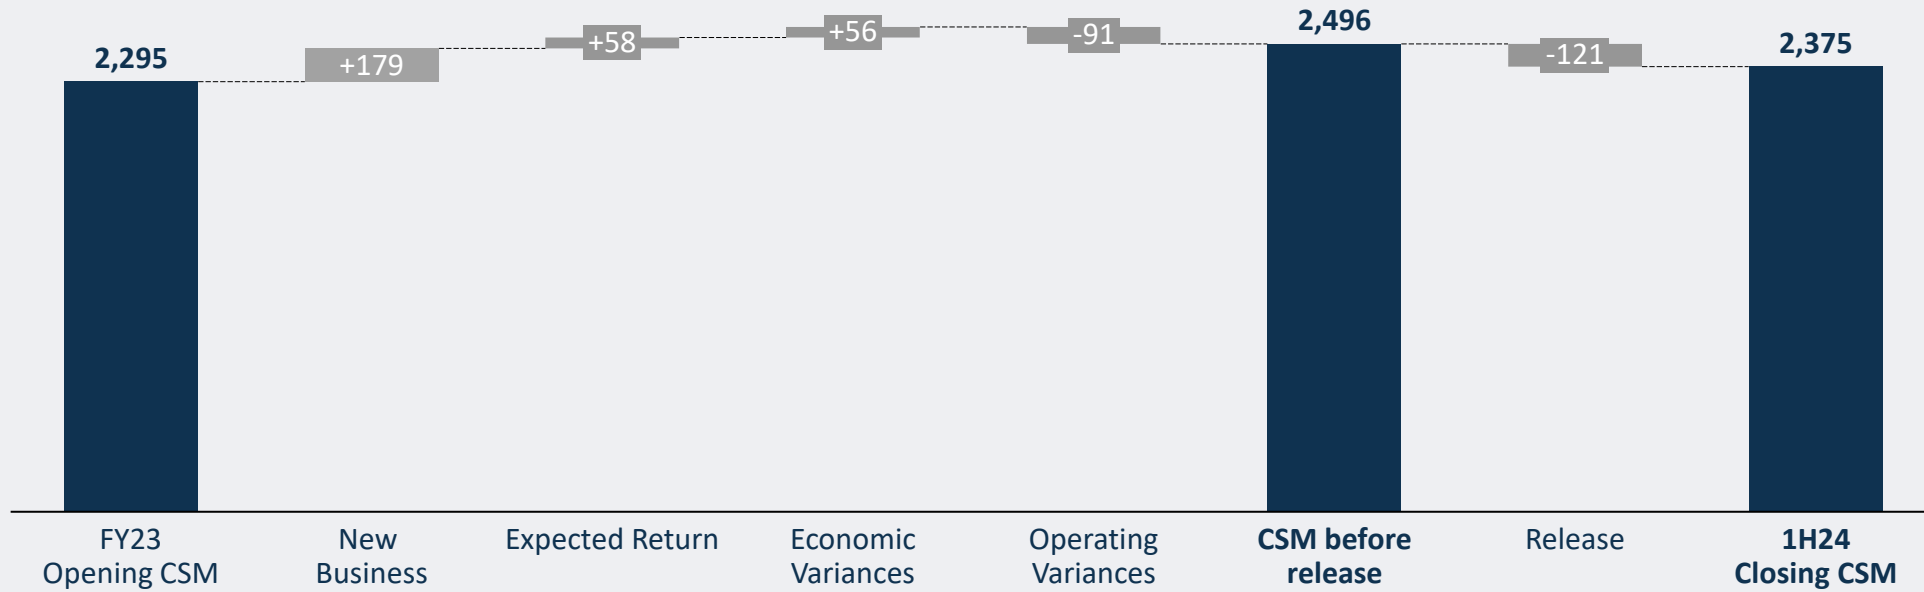 2,295
+179
+58
+56
-91
2,496
-121
2,375
FY23
Opening CSM
New
Business
Expected Return
Economic
Variances
Operating
Variances
CSM before
release
Release
1H24
Closing CSM